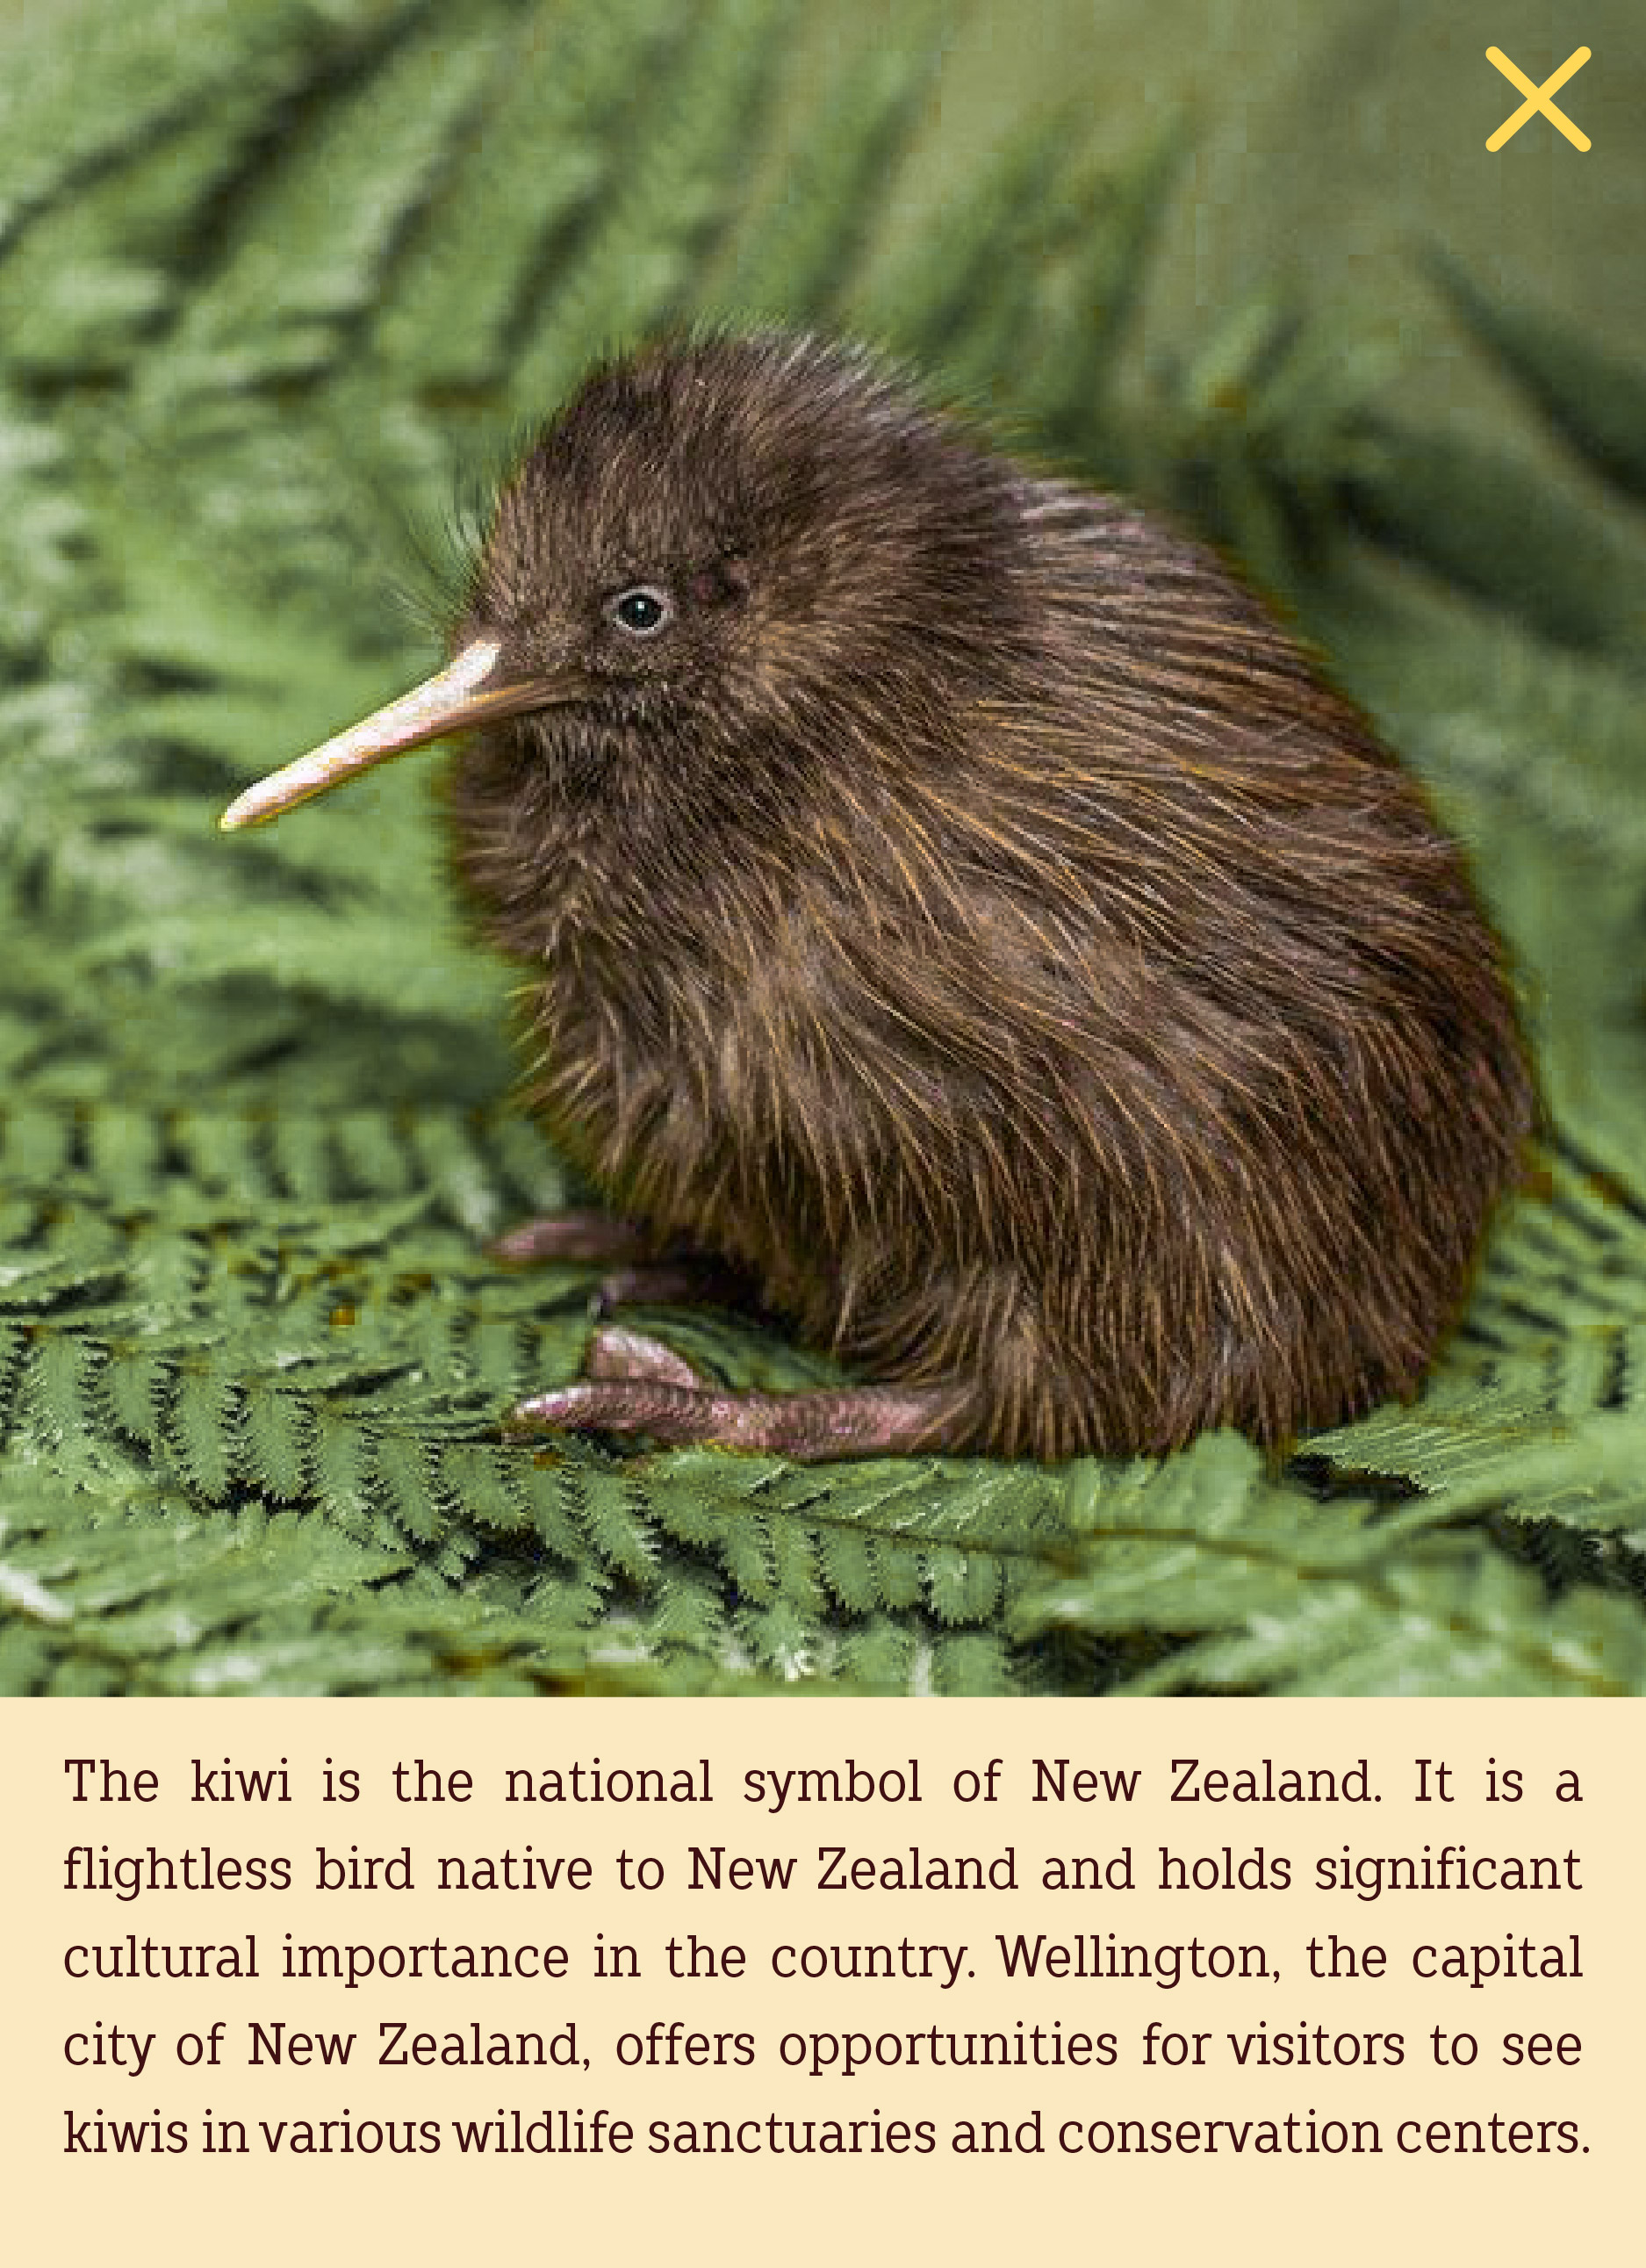 The kiwi is the national symbol of New Zealand. It is a
flightless bird native to New Zealand and holds significant
cultural importance in the country. Wellington, the capital
city of New Zealand, offers opportunities for visitors to see
kiwis in various wildlife sanctuaries and conservation centers.